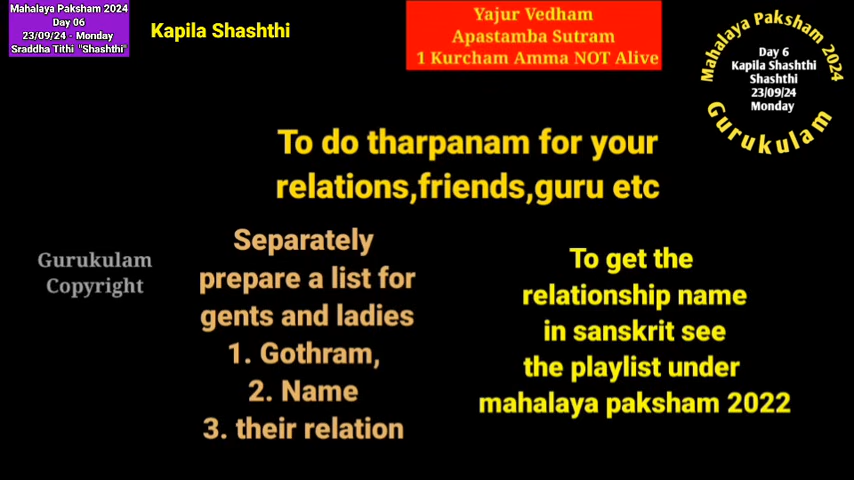 Mahalaya Paksham 2024
Day 06
23/09/24 - Monday
Sraddha Tithi "Shashthi"
Kapila Shashthi
Yajur Vedham
Apastamba Sutram
1 Kurcham Amma NOT Alive
Mahalaya Paksham 2024
Day 6
Kapila Shashthi
Shashthi
23/09/24
Monday
Gurukulam
To do tharpanam for your
relations,friends,guru etc
Gurukulam
Copyright
Separately
prepare a list for
gents and ladies
1. Gothram,
2. Name
3. their relation
To get the
relationship name
in sanskrit see
the playlist under
mahalaya paksham 2022